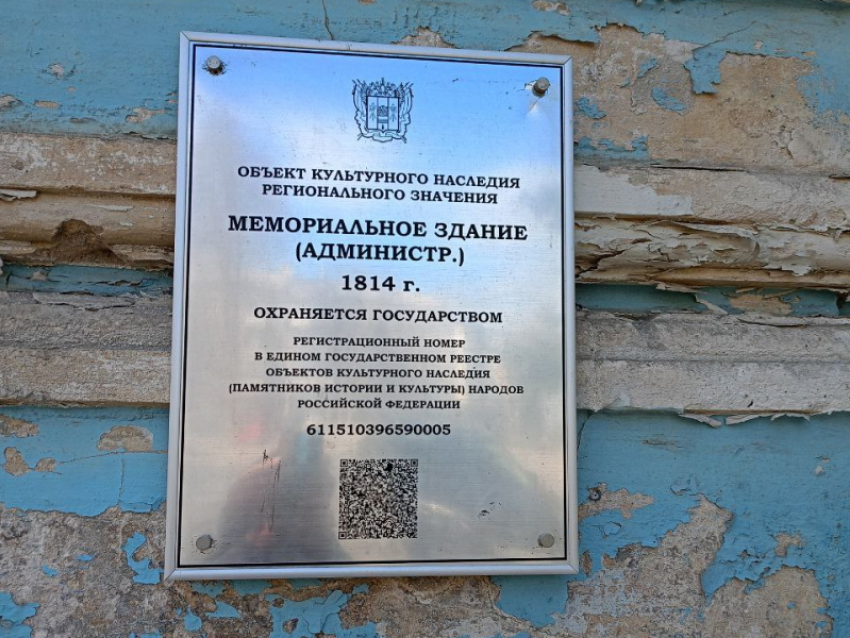 ОБЪЕКТ КУЛЬТУРНОГО НАСЛЕДИЯ
РЕГИОНАЛЬНОГО ЗНАЧЕНИЯ
МЕМОРИАЛЬНОЕ ЗДАНИЕ
(АДМИНИСТР.)
1814 г.
ОХРАНЯЕТСЯ ГОСУДАРСТВОМ
РЕГИСТРАЦИОННЫЙ НОМЕР
В ЕДИНОМ ГОСУДАРСТВЕННОМ РЕЕСТРЕ
ОБЪЕКТОВ КУЛЬТУРНОГО НАСЛЕДИЯ
(ПАМЯТНИКОВ ИСТОРИИ И КУЛЬТУРЫ) НАРОДОВ
РОССИЙСКОЙ ФЕДЕРАЦИИ
611510396590005